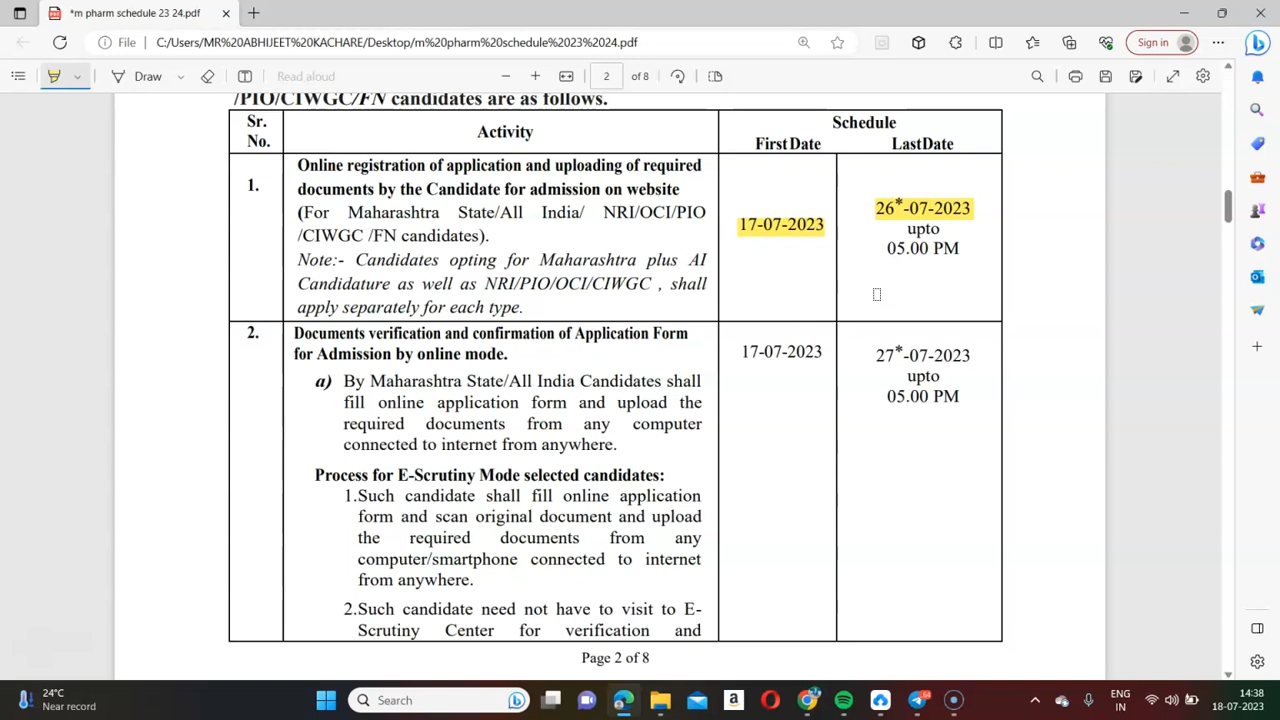 *m pharm schedule 23 24.pdf
File
C:/Users/MR%20ABHIJEET%20KACHARE/Desktop/m%20pharm%20schedule%2023%2024.pdf
Sign in
Draw
Read aloud
2 of 8
/PIO/CIWGC/FN candidates are as follows.
Sr. No.
Activity
Schedule
First Date
Last Date
1.
Online registration of application and uploading of required
documents by the Candidate for admission on website
(For Maharashtra State/All India/ NRI/OCI/PIO
/CIWGC /FN candidates).
Note:- Candidates opting for Maharashtra plus AI
Candidature as well as NRI/PIO/OCI/CIWGC , shall
apply separately for each type.
17-07-2023
26*-07-2023
upto
05.00 PM
2.
Documents verification and confirmation of Application Form
for Admission by online mode.
a) By Maharashtra State/All India Candidates shall
fill online application form and upload the
required documents from any computer
connected to internet from anywhere.
Process for E-Scrutiny Mode selected candidates:
1.Such candidate shall fill online application
form and scan original document and upload
the required documents from any
computer/smartphone connected to internet
from anywhere.
2.Such candidate need not have to visit to E-
Scrutiny Center for verification and
17-07-2023
27*-07-2023
upto
05.00 PM
Page 2 of 8
24°C
Near record
Search
ENG
IN
14:38
18-07-2023